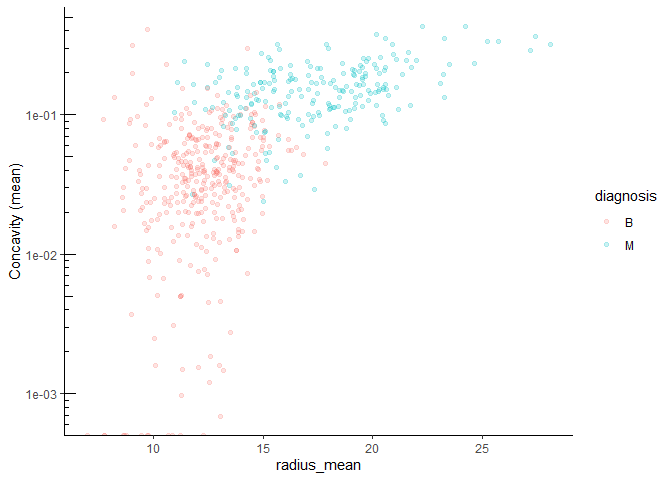 Concavity (mean)
1e-01
1e-02
1e-03
10 15 20 25
radius_mean
diagnosis
B
M